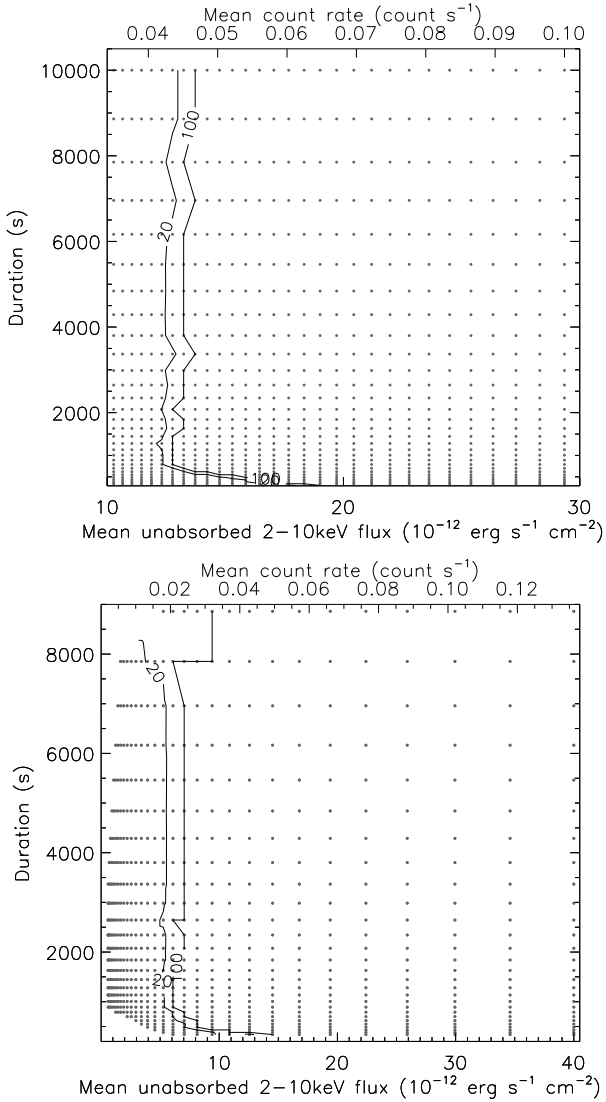 Mean count rate (count s⁻¹)
0.04 0.05 0.06 0.07 0.08 0.09 0.10
10000
100
8000
20
6000
Duration (s)
4000
2000
100
10 20 30
Mean unabsorbed 2−10keV flux (10⁻¹² erg s⁻¹ cm⁻²)
Mean count rate (count s⁻¹)
0.02 0.04 0.06 0.08 0.10 0.12
8000
20
6000
Duration (s)
4000
2000
100
20
10 20 30 40
Mean unabsorbed 2−10keV flux (10⁻¹² erg s⁻¹ cm⁻²)